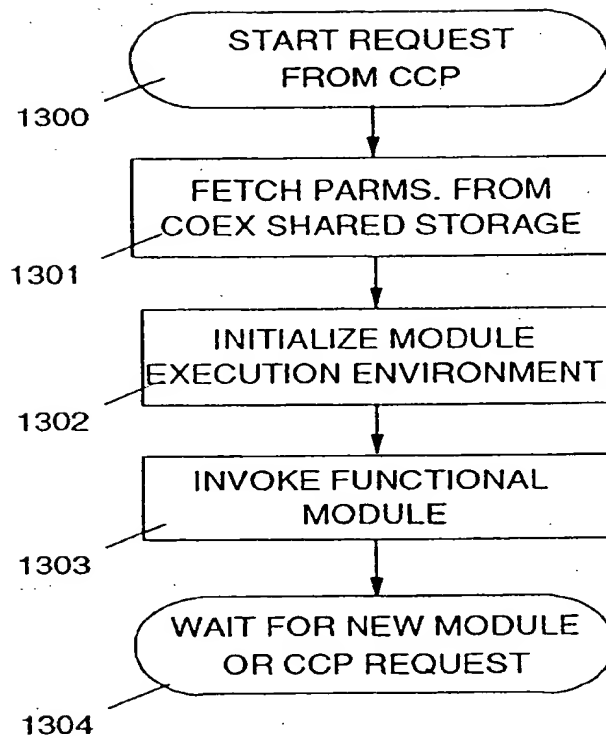 START REQUEST
FROM CCP
1300
FETCH PARMS. FROM
COEX SHARED STORAGE
1301
INITIALIZE MODULE
EXECUTION ENVIRONMENT
1302
INVOKE FUNCTIONAL
MODULE
1303
WAIT FOR NEW MODULE
OR CCP REQUEST
1304